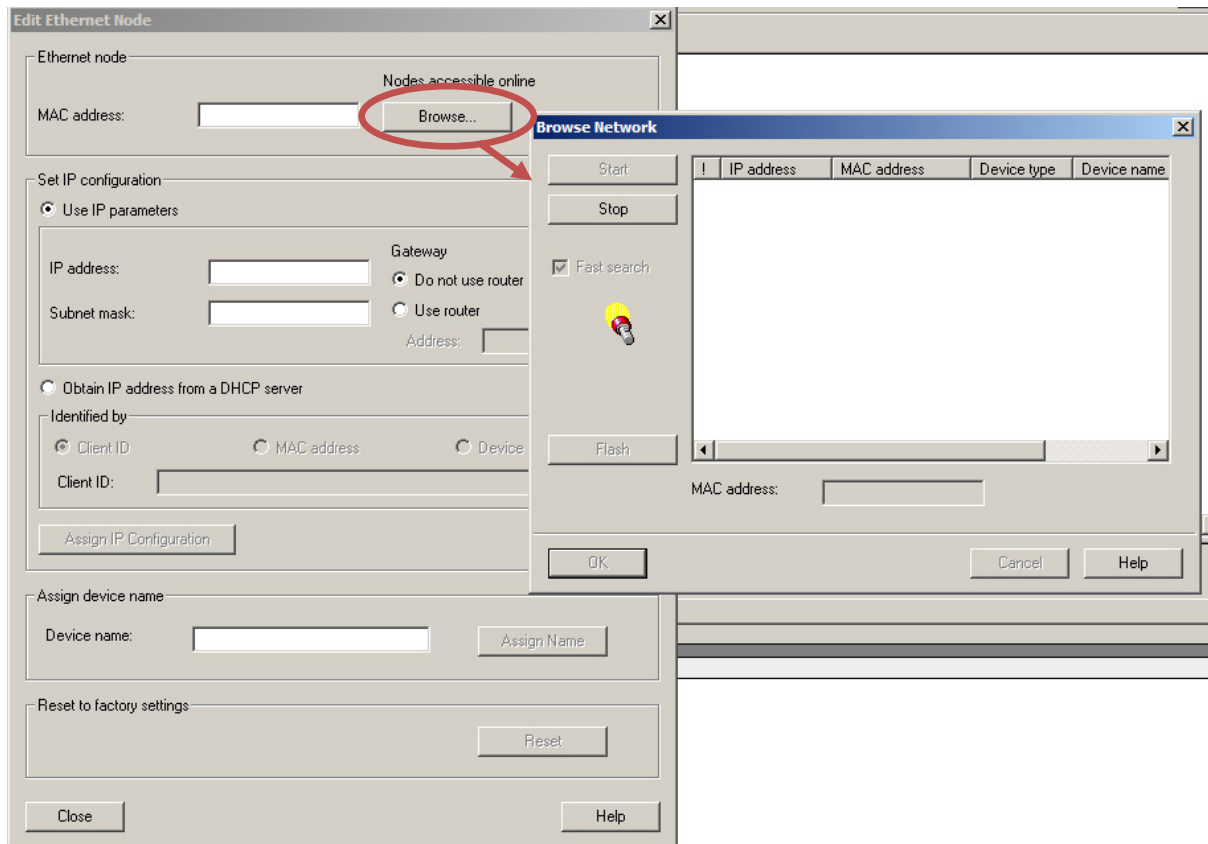 Edit Ethernet Node
Ethernet node
Nodes accessible online
MAC address:
Browse...
Set IP configuration
Use IP parameters
IP address:
Subnet mask:
Gateway
Do not use router
Use router
Address:
Obtain IP address from a DHCP server
Identified by
Client ID
MAC address
Device
Client ID:
Assign IP Configuration
Assign device name
Device name:
Assign Name
Reset to factory settings
Reset
Close
Help
Browse Network
Start
Stop
Fast search
Flash
! IP address MAC address Device type Device name
MAC address:
OK
Cancel
Help